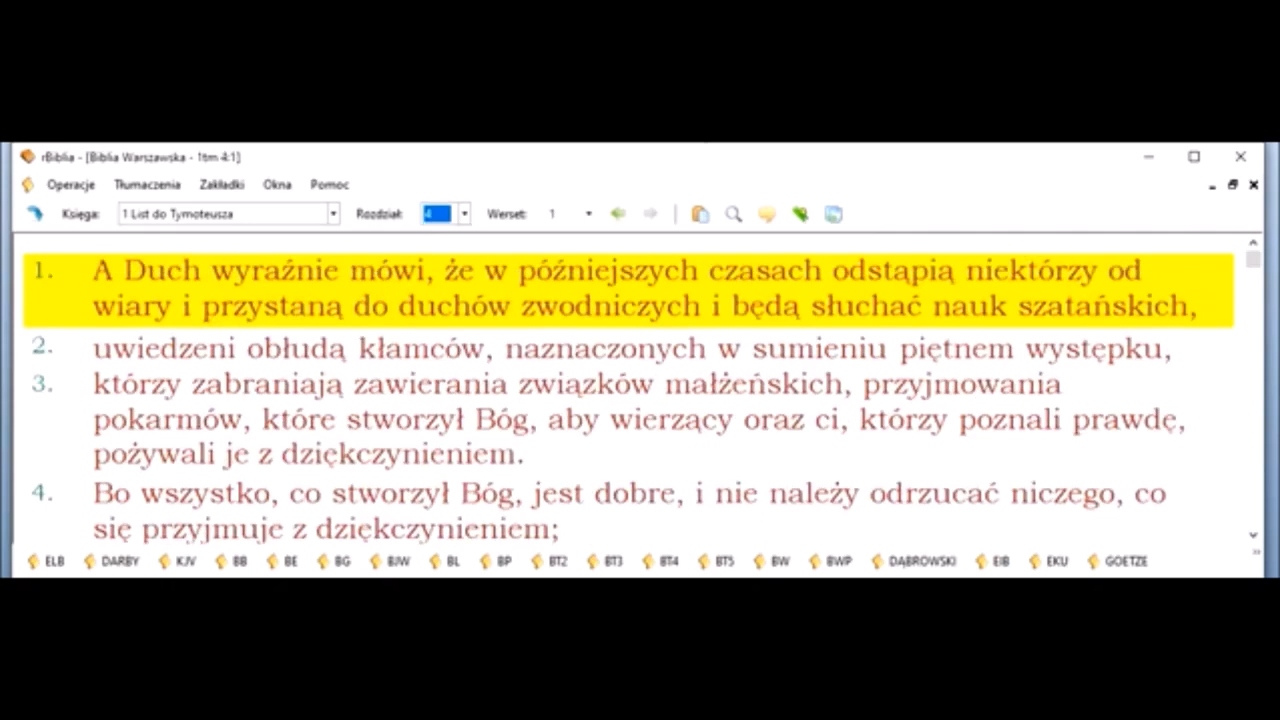 rBiblia - [Biblia Warszawska - 1tm 4:1]
Operacje Tłumaczenia Zakładki Okna Pomoc
Księga: 1 List do Tymoteusza Rozdział: 4 Werset: 1
1. A Duch wyraźnie mówi, że w późniejszych czasach odstąpią niektórzy od
wiary i przystaną do duchów zwodniczych i będą słuchać nauk szatańskich,
2. uwiedzeni obłudą kłamców, naznaczonych w sumieniu piętnem występku,
3. którzy zabraniają zawierania związków małżeńskich, przyjmowania
pokarmów, które stworzył Bóg, aby wierzący oraz ci, którzy poznali prawdę,
pożywali je z dziękczynieniem.
4. Bo wszystko, co stworzył Bóg, jest dobre, i nie należy odrzucać niczego, co
się przyjmuje z dziękczynieniem;
ELB DARBY KJV BB BE BG BJW BL BP BT2 BT3 BT4 BT5 BW BWP DĄBROWSKI EIB EKU GOETZE